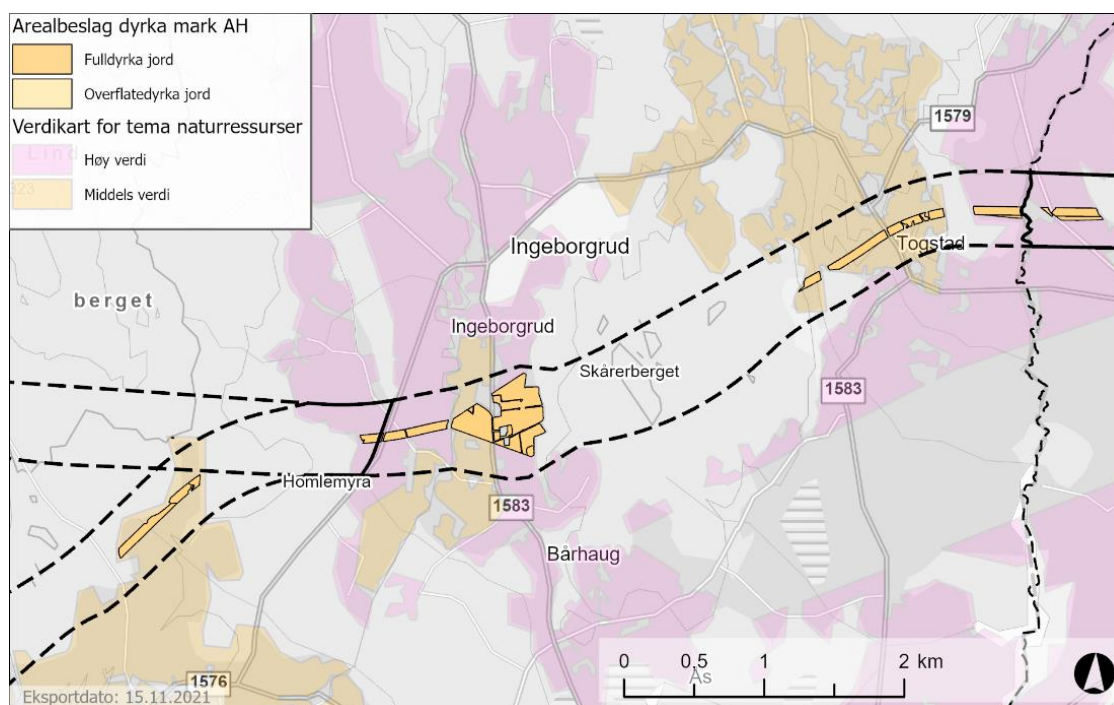 Arealbeslag dyrka mark AH
Fulldyrka jord
Overflatedyrka jord
Verdikart for tema naturressurser
Lind
Høy verdi
323
Middels verdi
1579
Ingeborgrud
Togstad
berget
Ingeborgrud
Skårerberget
1583
Homlemyra
1583
Bårhaug
0 0,5 1 2 km
Ås
1576
Eksportdato: 15.11.2021